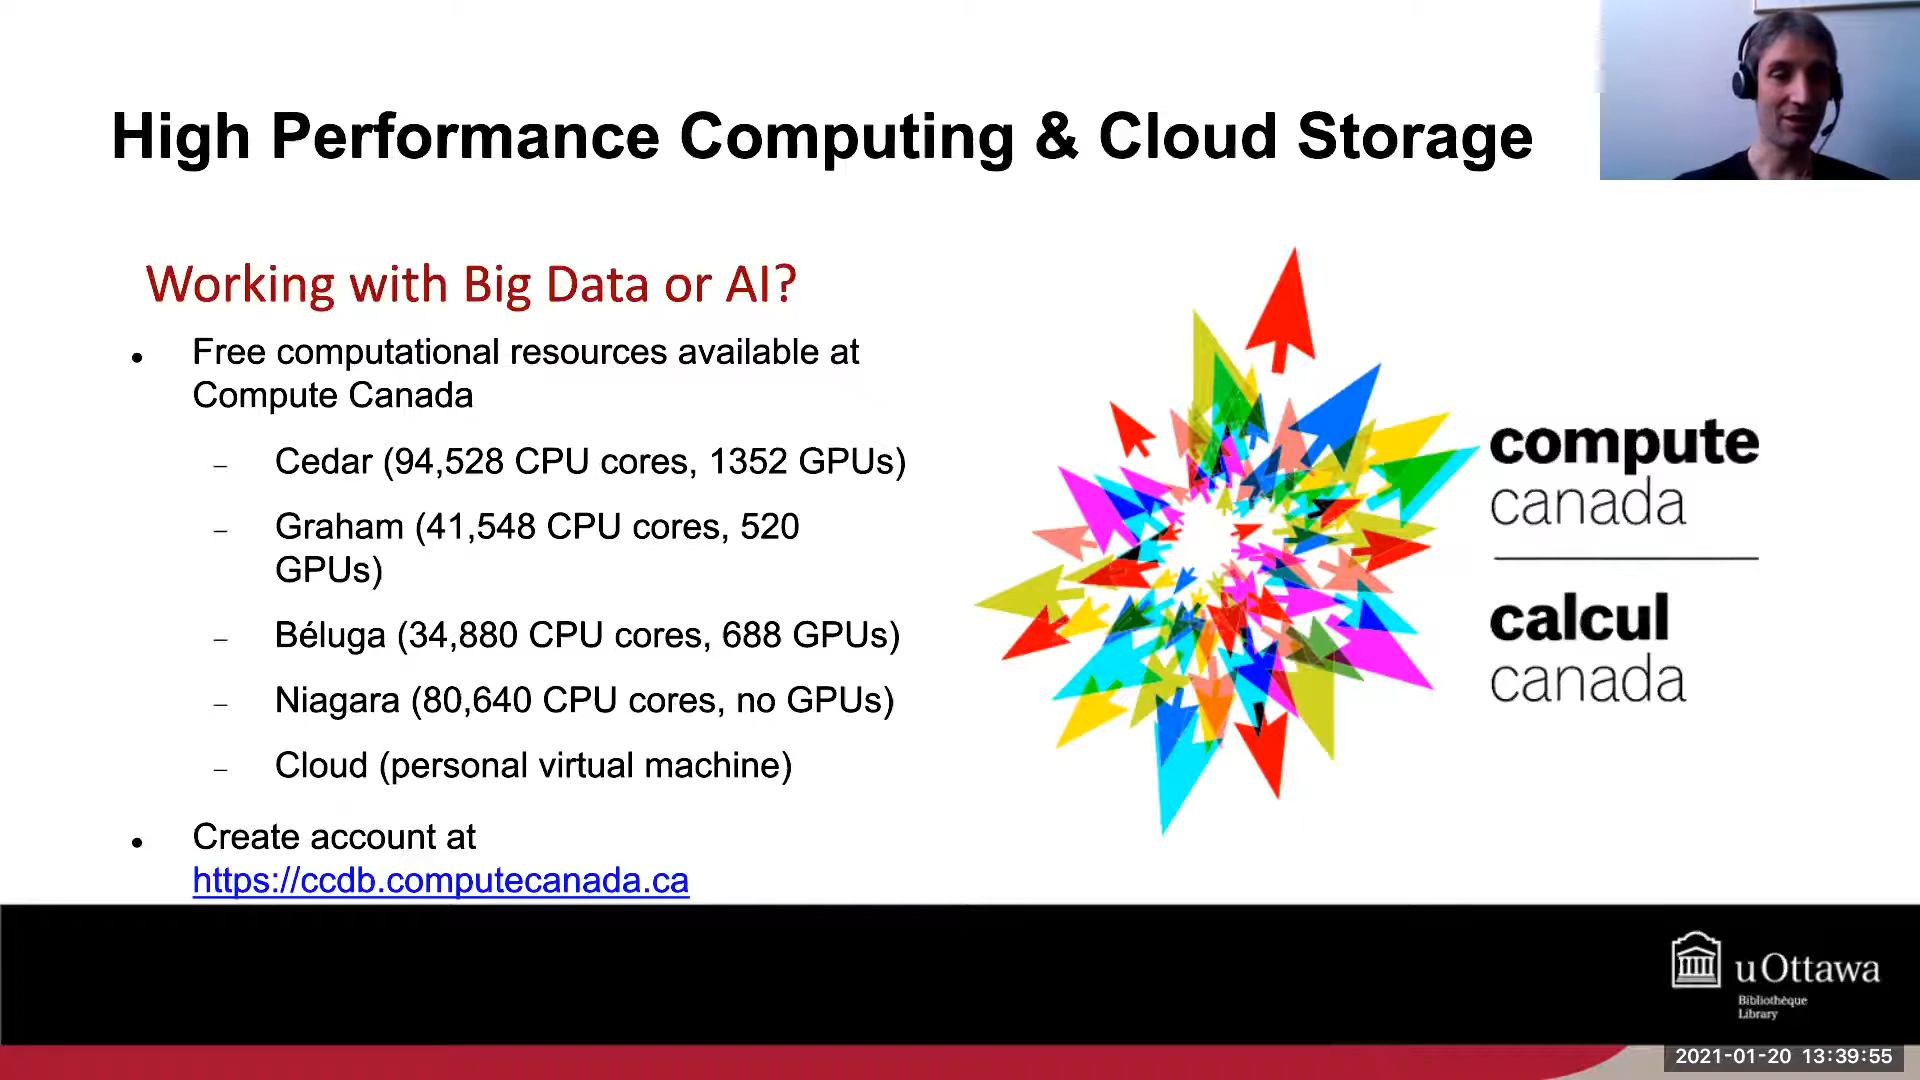 High Performance Computing & Cloud Storage
Working with Big Data or AI?
• Free computational resources available at
Compute Canada
– Cedar (94,528 CPU cores, 1352 GPUs)
– Graham (41,548 CPU cores, 520
GPUs)
– Béluga (34,880 CPU cores, 688 GPUs)
– Niagara (80,640 CPU cores, no GPUs)
– Cloud (personal virtual machine)
• Create account at
https://ccdb.computecanada.ca
compute
canada
calcul
canada
uOttawa
Bibliothèque
Library
2021-01-20 13:39:55